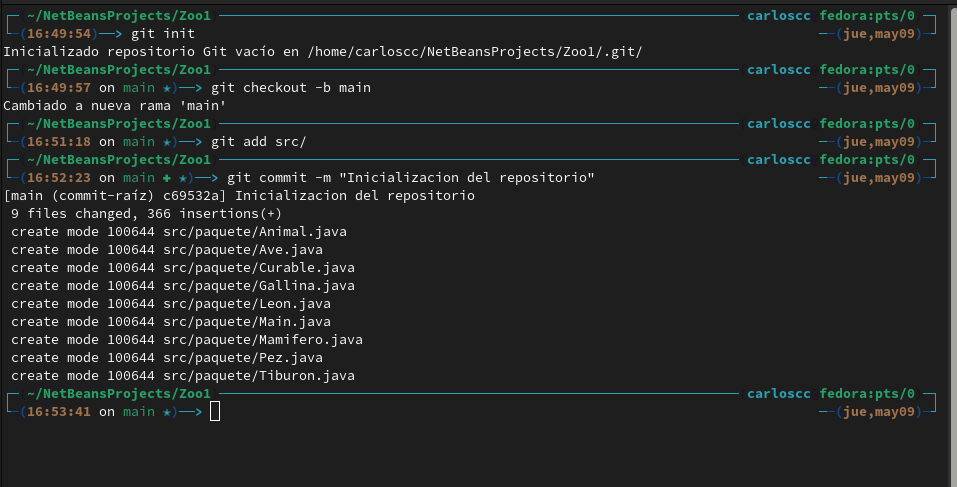 ~/NetBeansProjects/Zoo1 carloscc fedora:pts/0
(16:49:54)──> git init (jue,may09)
Inicializado repositorio Git vacío en /home/carloscc/NetBeansProjects/Zoo1/.git/
~/NetBeansProjects/Zoo1 carloscc fedora:pts/0
(16:49:57 on main ★)──> git checkout -b main (jue,may09)
Cambiado a nueva rama 'main'
~/NetBeansProjects/Zoo1 carloscc fedora:pts/0
(16:51:18 on main ★)──> git add src/ (jue,may09)
~/NetBeansProjects/Zoo1 carloscc fedora:pts/0
(16:52:23 on main ✚ ★)──> git commit -m "Inicializacion del repositorio" (jue,may09)
[main (commit-raíz) c69532a] Inicializacion del repositorio
 9 files changed, 366 insertions(+)
 create mode 100644 src/paquete/Animal.java
 create mode 100644 src/paquete/Ave.java
 create mode 100644 src/paquete/Curable.java
 create mode 100644 src/paquete/Gallina.java
 create mode 100644 src/paquete/Leon.java
 create mode 100644 src/paquete/Main.java
 create mode 100644 src/paquete/Mamifero.java
 create mode 100644 src/paquete/Pez.java
 create mode 100644 src/paquete/Tiburon.java
~/NetBeansProjects/Zoo1 carloscc fedora:pts/0
(16:53:41 on main ★)──> (jue,may09)